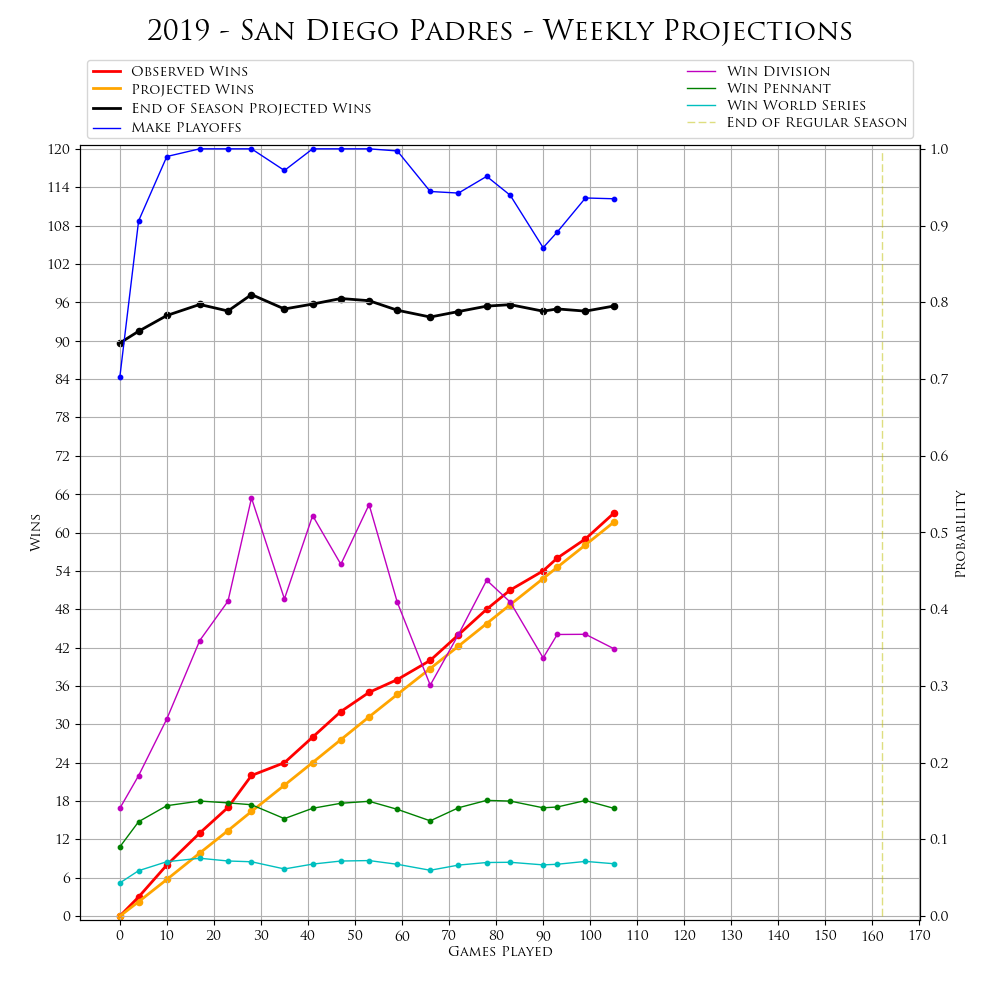 2019 - San Diego Padres - Weekly Projections
Observed Wins
Projected Wins
End of Season Projected Wins
Make Playoffs
Win Division
Win Pennant
Win World Series
End of Regular Season
120
114
108
102
96
90
84
78
72
66
60
54
48
42
36
30
24
18
12
6
0
Wins
1.0
0.9
0.8
0.7
0.6
0.5
0.4
0.3
0.2
0.1
0.0
Probability
0 10 20 30 40 50 60 70 80 90 100 110 120 130 140 150 160 170
Games Played